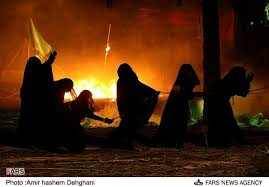 FARS
Photo :Amir hashem Dehghani
FARS NEWS AGENCY